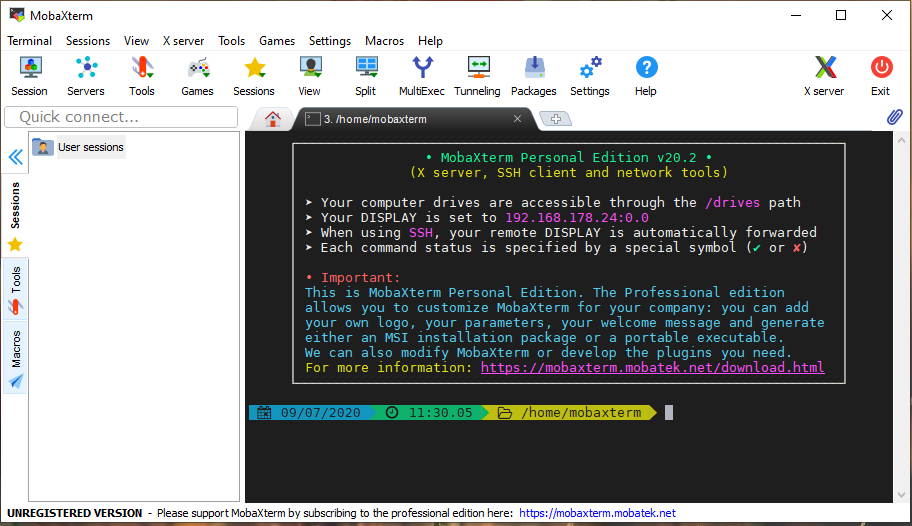 MobaXterm
Terminal Sessions View X server Tools Games Settings Macros Help
Session Servers Tools Games Sessions View Split MultiExec Tunneling Packages Settings Help X server Exit
Quick connect...
3. /home/mobaxterm
User sessions
Sessions
Tools
Macros
• MobaXterm Personal Edition v20.2 •
(X server, SSH client and network tools)
➤ Your computer drives are accessible through the /drives path
➤ Your DISPLAY is set to 192.168.178.24:0.0
➤ When using SSH, your remote DISPLAY is automatically forwarded
➤ Each command status is specified by a special symbol (✔ or ✘)
• Important:
This is MobaXterm Personal Edition. The Professional edition
allows you to customize MobaXterm for your company: you can add
your own logo, your parameters, your welcome message and generate
either an MSI installation package or a portable executable.
We can also modify MobaXterm or develop the plugins you need.
For more information: https://mobaxterm.mobatek.net/download.html
09/07/2020 11:30.05 /home/mobaxterm
UNREGISTERED VERSION - Please support MobaXterm by subscribing to the professional edition here: https://mobaxterm.mobatek.net